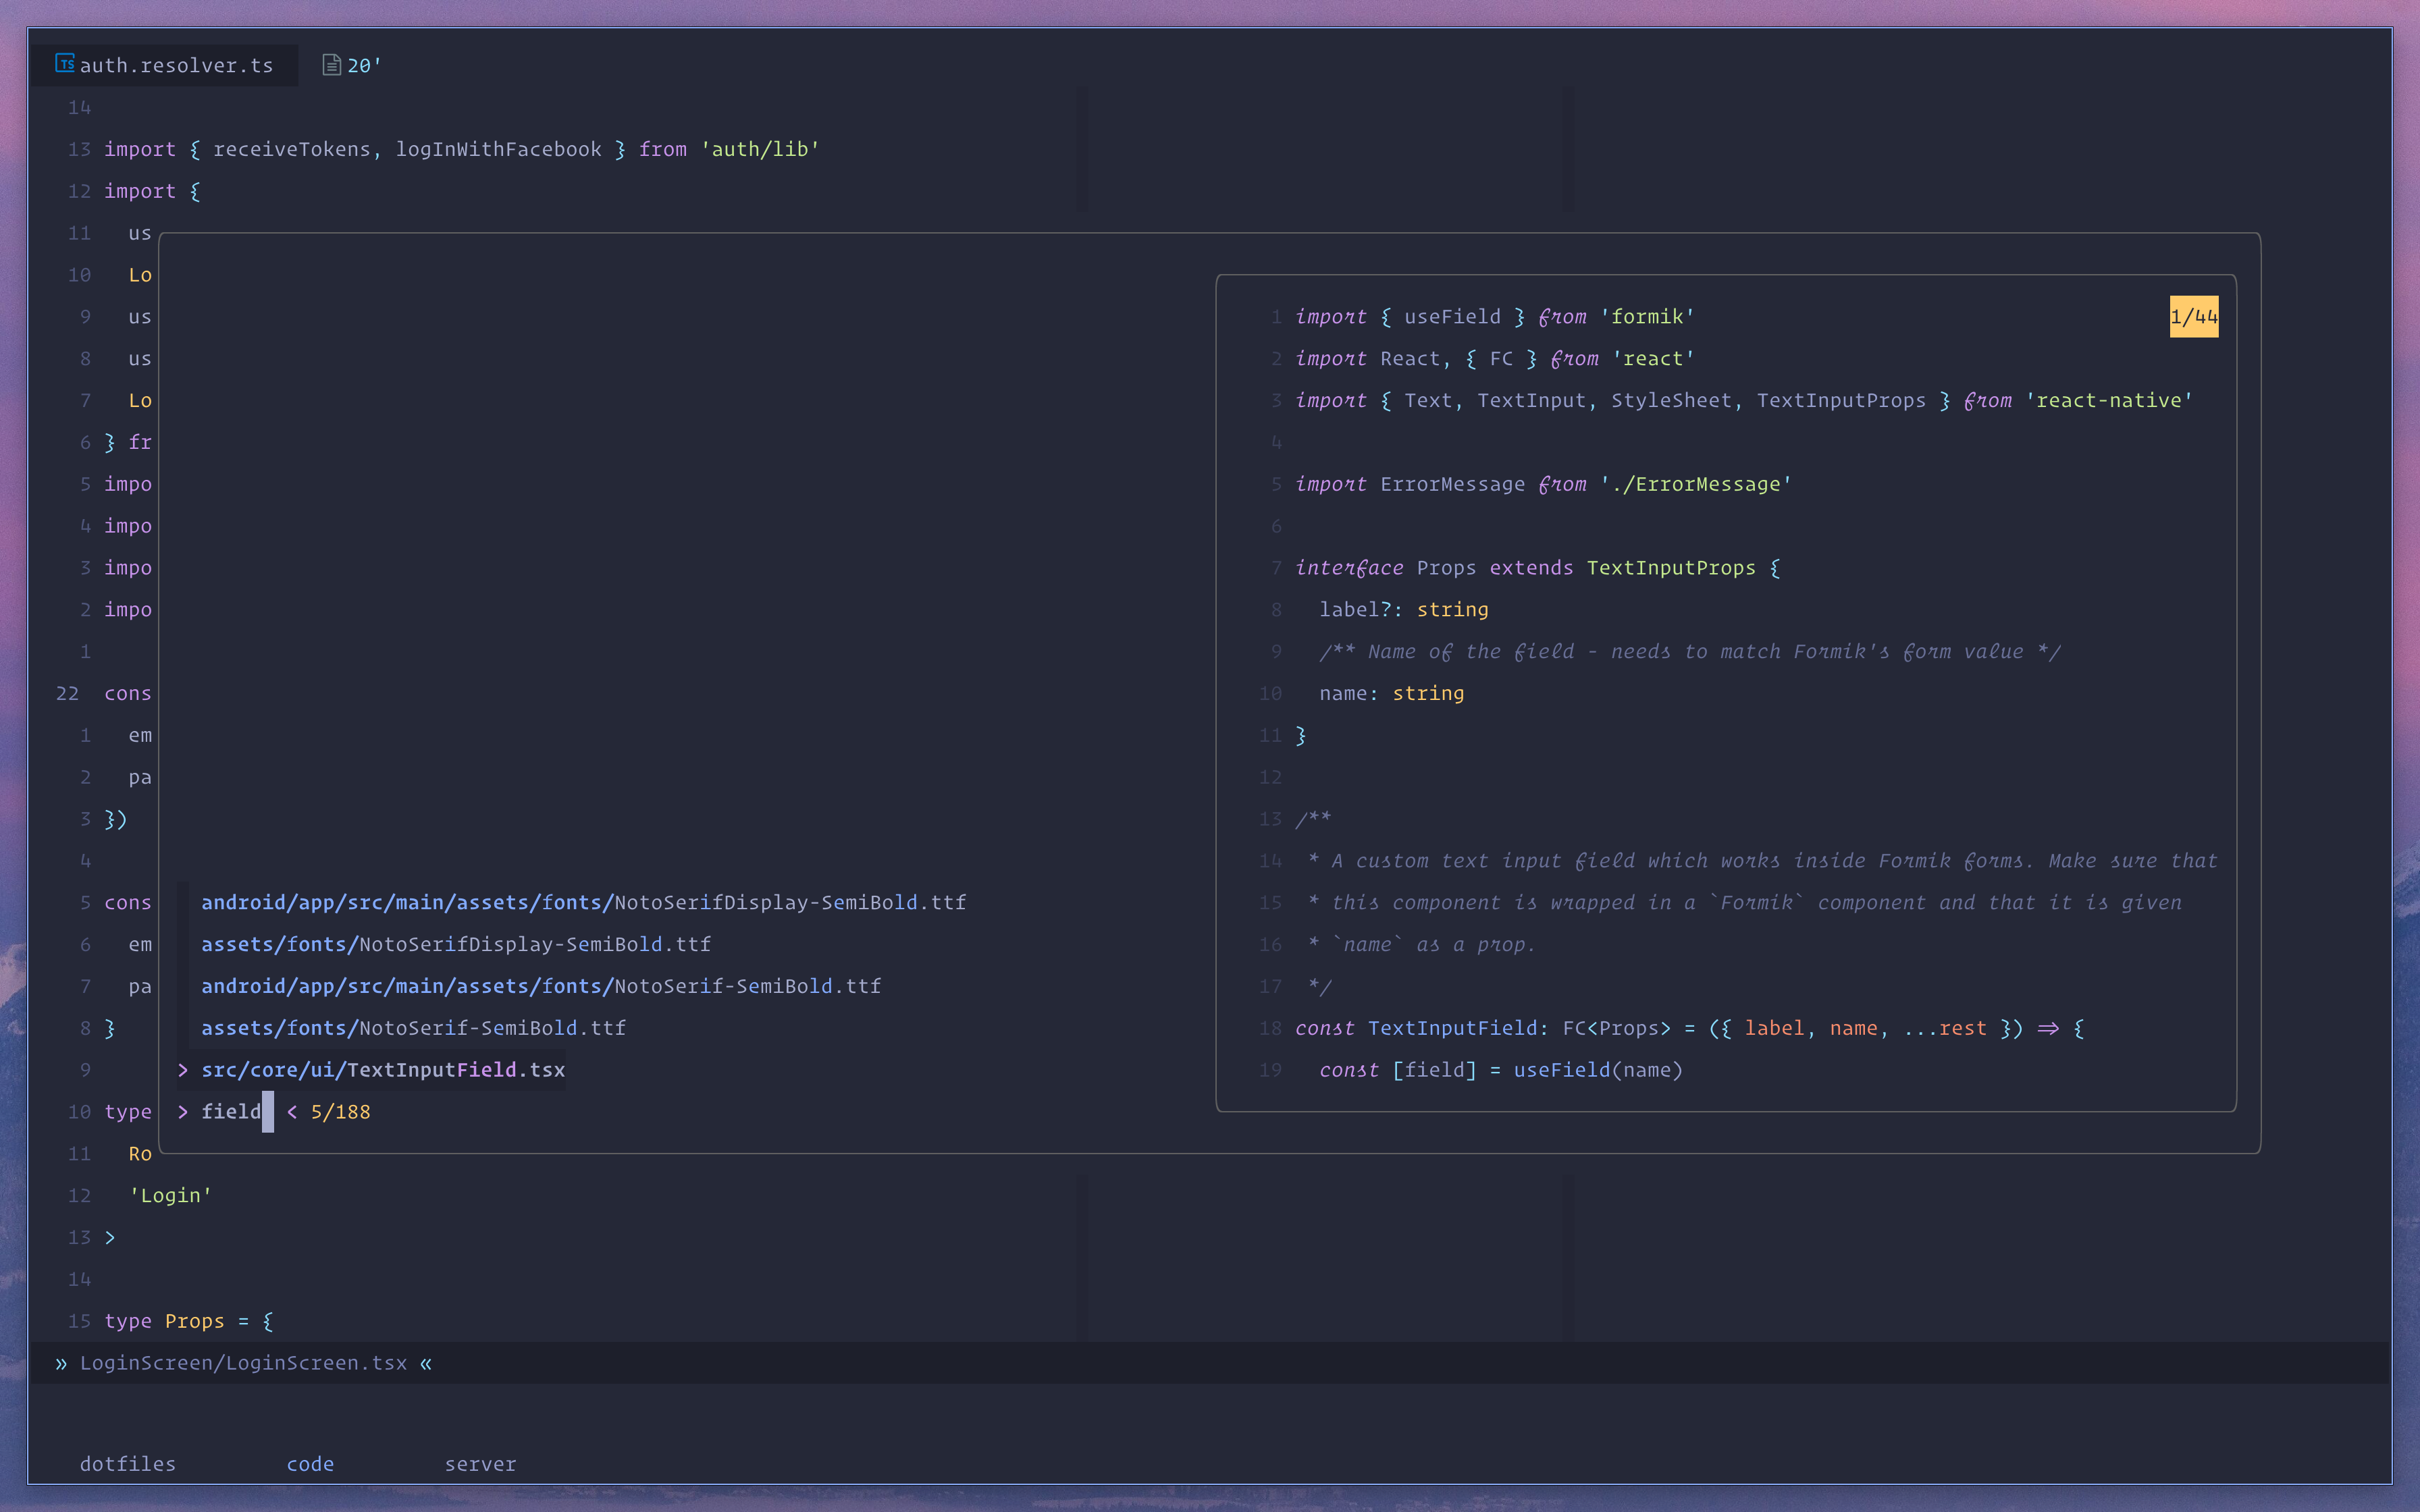 TS auth.resolver.ts 20'
14
13 import { receiveTokens, logInWithFacebook } from 'auth/lib'
12 import {
11 us
10 Lo
9 us
8 us
7 Lo
6 } fr
5 impo
4 impo
3 impo
2 impo
1
22 cons
1 em
2 pa
3 })
4
5 cons
6 em
7 pa
8 }
9
10 type
11 Ro
12 'Login'
13 >
14
15 type Props = {
android/app/src/main/assets/fonts/NotoSerifDisplay-SemiBold.ttf
assets/fonts/NotoSerifDisplay-SemiBold.ttf
android/app/src/main/assets/fonts/NotoSerif-SemiBold.ttf
assets/fonts/NotoSerif-SemiBold.ttf
> src/core/ui/TextInputField.tsx
> field < 5/188
1/44
1 import { useField } from 'formik'
2 import React, { FC } from 'react'
3 import { Text, TextInput, StyleSheet, TextInputProps } from 'react-native'
4
5 import ErrorMessage from './ErrorMessage'
6
7 interface Props extends TextInputProps {
8 label?: string
9 /** Name of the field - needs to match Formik's form value */
10 name: string
11 }
12
13 /**
14 * A custom text input field which works inside Formik forms. Make sure that
15 * this component is wrapped in a `Formik` component and that it is given
16 * `name` as a prop.
17 */
18 const TextInputField: FC<Props> = ({ label, name, ...rest }) => {
19 const [field] = useField(name)
» LoginScreen/LoginScreen.tsx «
dotfiles code server